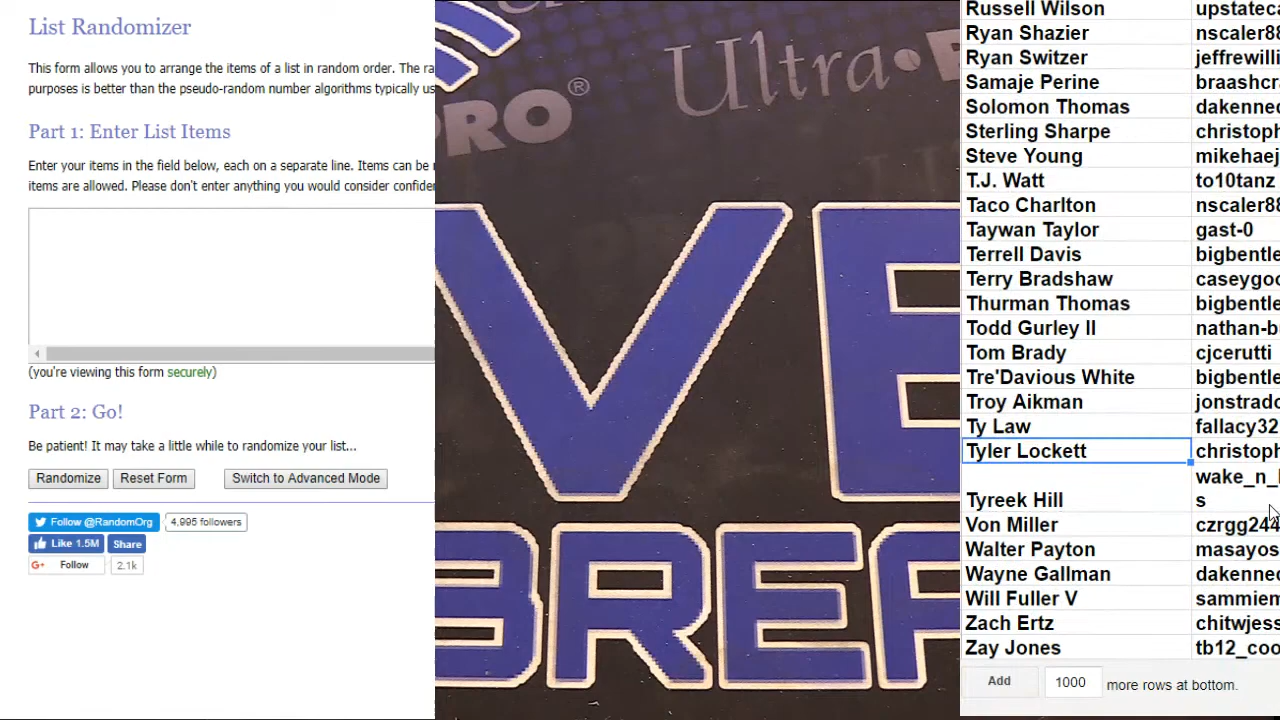 List Randomizer
This form allows you to arrange the items of a list in random order. The ra
purposes is better than the pseudo-random number algorithms typically us
Part 1: Enter List Items
Enter your items in the field below, each on a separate line. Items can be
items are allowed. Please don't enter anything you would consider confider
(you're viewing this form securely)
Part 2: Go!
Be patient! It may take a little while to randomize your list...
Randomize Reset Form Switch to Advanced Mode
Follow @RandomOrg 4,995 followers
Like 1.5M Share
G+ Follow 2.1k
PRO®
Ultra•
VE
BREA
Russell Wilson upstateca
Ryan Shazier nscaler88
Ryan Switzer jeffrewilli
Samaje Perine braashcra
Solomon Thomas dakenned
Sterling Sharpe christoph
Steve Young mikehaej
T.J. Watt to10tanz
Taco Charlton nscaler88
Taywan Taylor gast-0
Terrell Davis bigbentle
Terry Bradshaw caseygoo
Thurman Thomas bigbentle
Todd Gurley II nathan-b
Tom Brady cjcerutti
Tre'Davious White bigbentle
Troy Aikman jonstrado
Ty Law fallacy32
Tyler Lockett christoph
wake_n_
Tyreek Hill s
Von Miller czrgg244
Walter Payton masayos
Wayne Gallman dakenned
Will Fuller V sammiem
Zach Ertz chitwjess
Zay Jones tb12_coo
Add 1000 more rows at bottom.